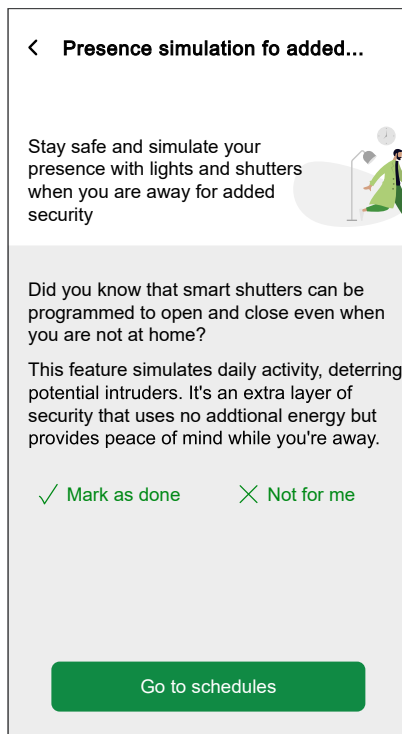 Presence simulation fo added...
Stay safe and simulate your
presence with lights and shutters
when you are away for added
security
Did you know that smart shutters can be
programmed to open and close even when
you are not at home?
This feature simulates daily activity, deterring
potential intruders. It's an extra layer of
security that uses no addtional energy but
provides peace of mind while you're away.
Mark as done
Not for me
Go to schedules